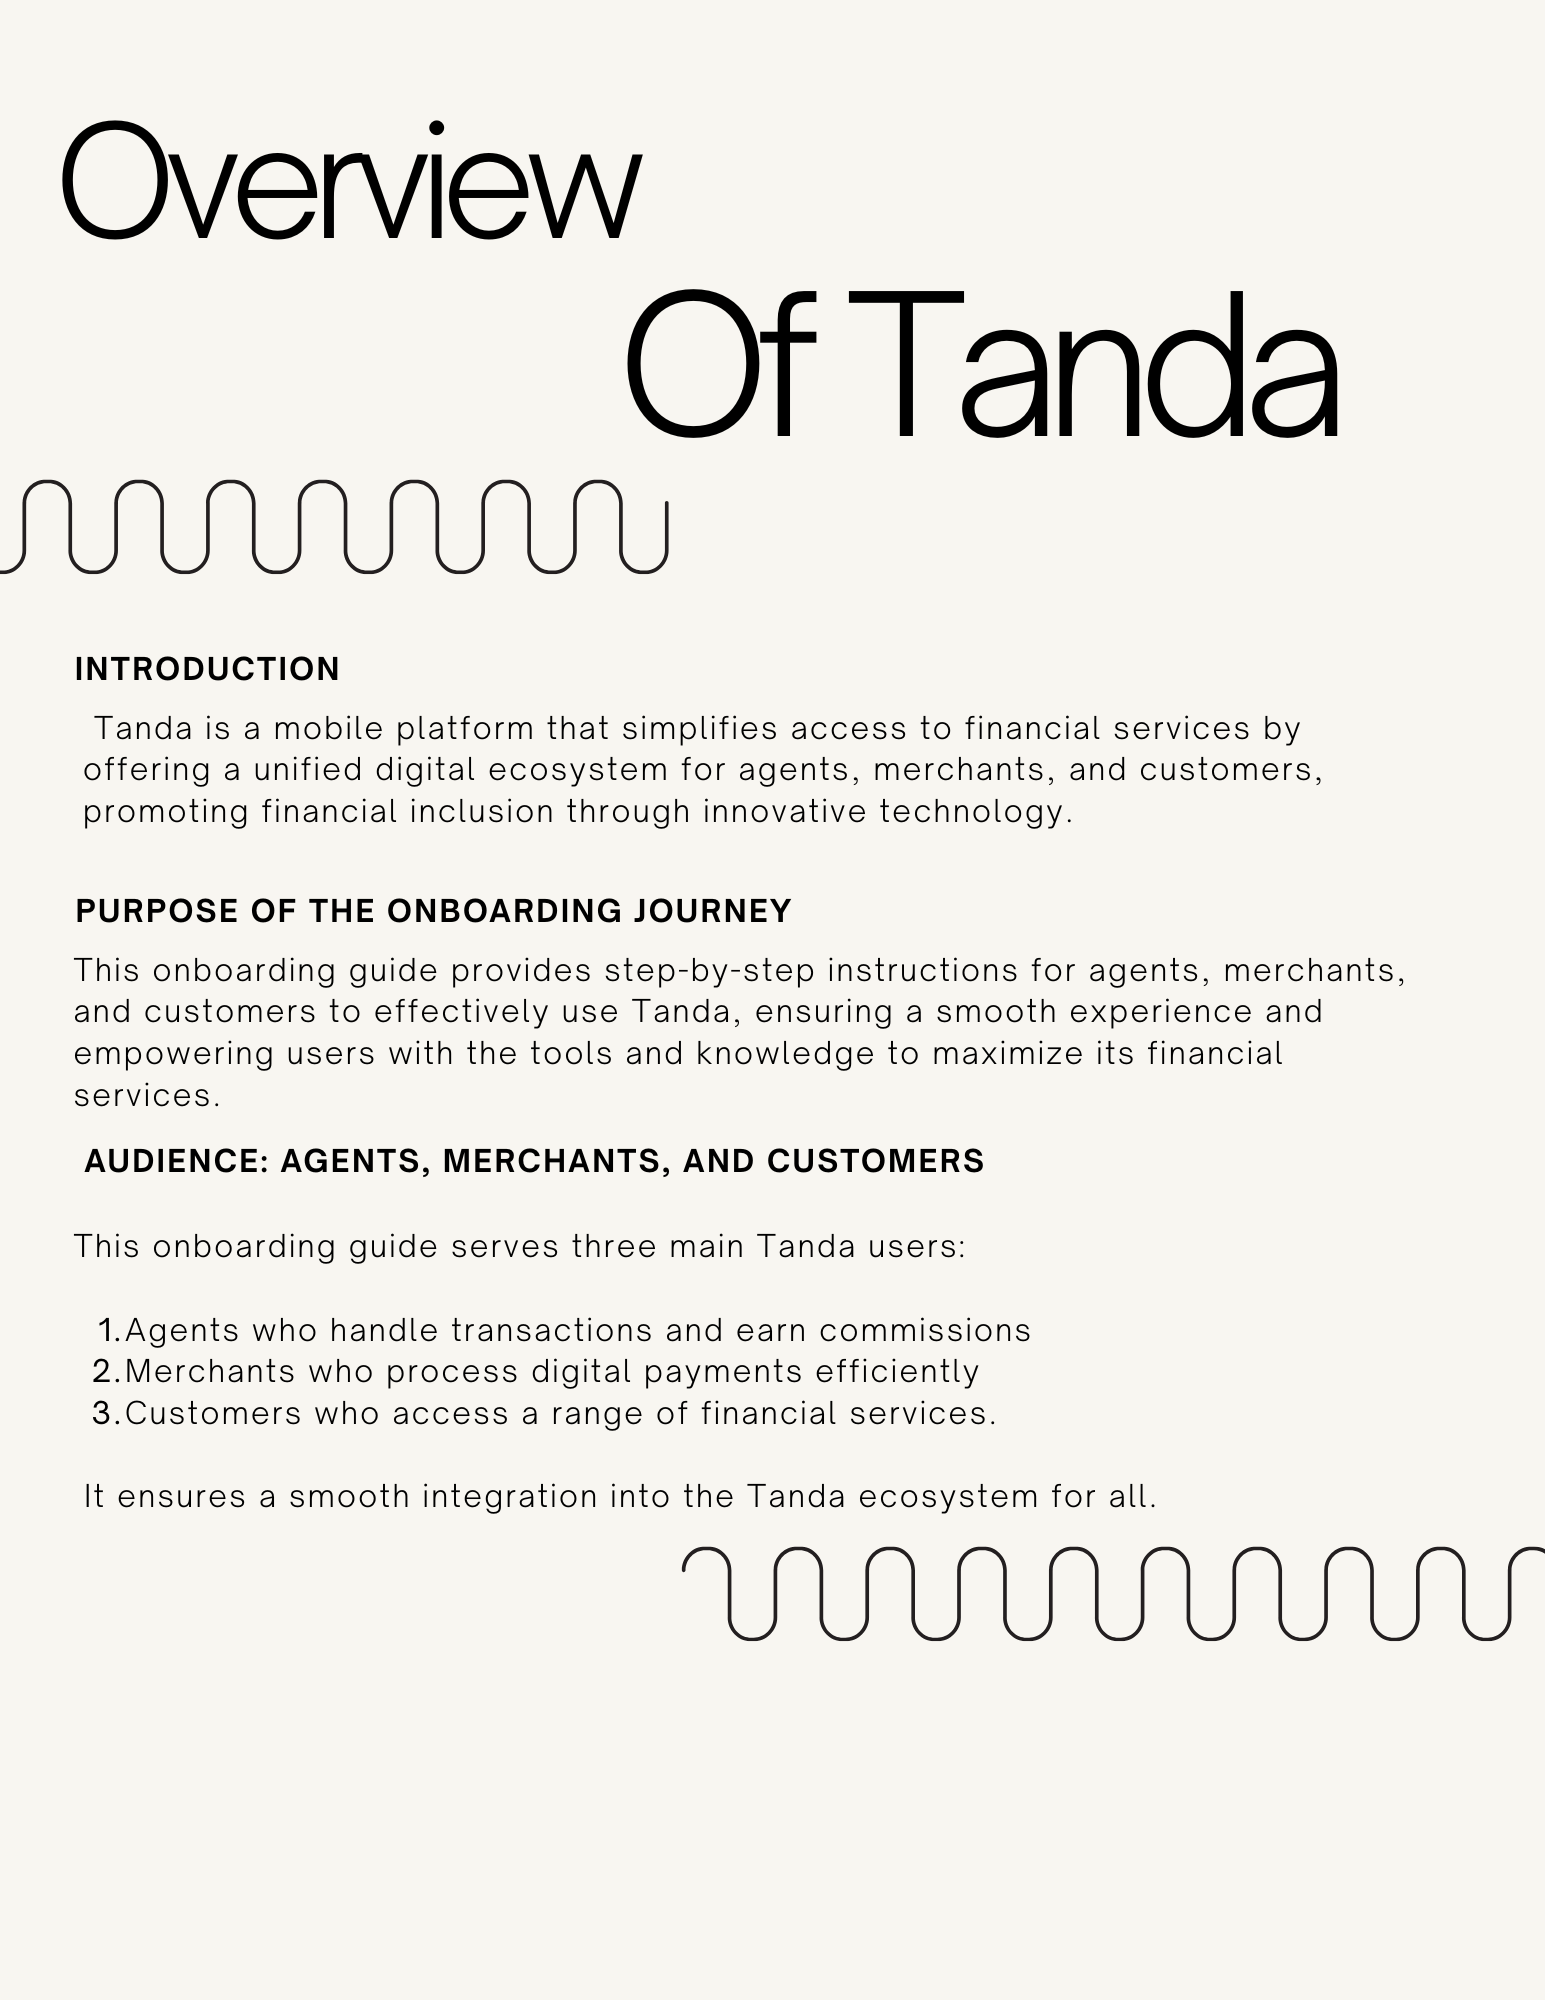 Overview
Of Tanda
INTRODUCTION
Tanda is a mobile platform that simplifies access to financial services by
offering a unified digital ecosystem for agents, merchants, and customers,
promoting financial inclusion through innovative technology.
PURPOSE OF THE ONBOARDING JOURNEY
This onboarding guide provides step-by-step instructions for agents, merchants,
and customers to effectively use Tanda, ensuring a smooth experience and
empowering users with the tools and knowledge to maximize its financial
services.
AUDIENCE: AGENTS, MERCHANTS, AND CUSTOMERS
This onboarding guide serves three main Tanda users:
1.Agents who handle transactions and earn commissions
2.Merchants who process digital payments efficiently
3.Customers who access a range of financial services.
It ensures a smooth integration into the Tanda ecosystem for all.